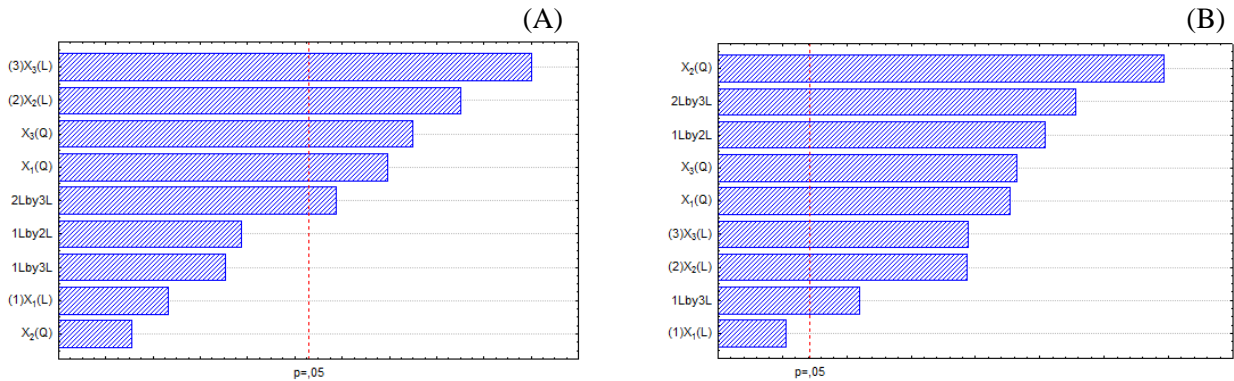 (A)
(3)X₃(L)
(2)X₂(L)
X₃(Q)
X₁(Q)
2Lby3L
1Lby2L
1Lby3L
(1)X₁(L)
X₂(Q)
p=,05
(B)
X₂(Q)
2Lby3L
1Lby2L
X₃(Q)
X₁(Q)
(3)X₃(L)
(2)X₂(L)
1Lby3L
(1)X₁(L)
p=,05